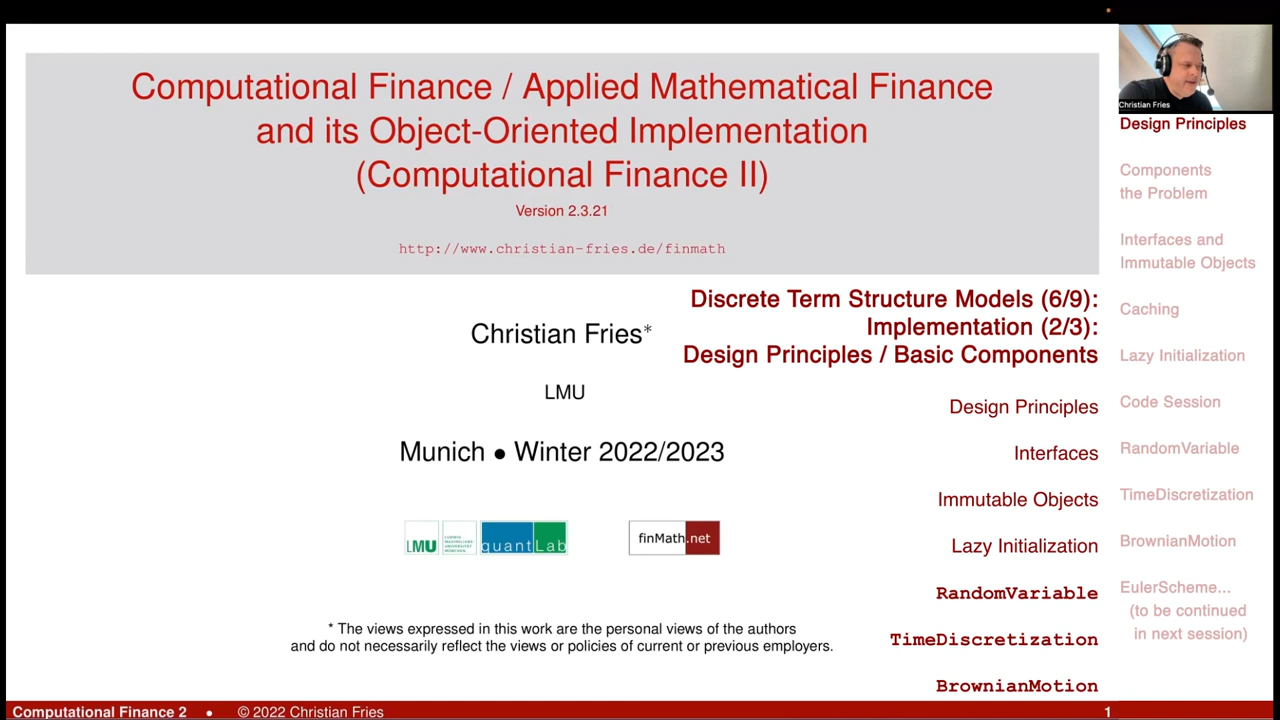 Computational Finance / Applied Mathematical Finance
and its Object-Oriented Implementation
(Computational Finance II)
Version 2.3.21
http://www.christian-fries.de/finmath
Discrete Term Structure Models (6/9):
Implementation (2/3):
Design Principles / Basic Components
Christian Fries*
LMU
Munich • Winter 2022/2023
Design Principles
Interfaces
Immutable Objects
Lazy Initialization
RandomVariable
TimeDiscretization
BrownianMotion
LMU
quantLab
finMath.net
* The views expressed in this work are the personal views of the authors
and do not necessarily reflect the views or policies of current or previous employers.
Christian Fries
Design Principles
Components
the Problem
Interfaces and
Immutable Objects
Caching
Lazy Initialization
Code Session
RandomVariable
TimeDiscretization
BrownianMotion
EulerScheme...
(to be continued
in next session)
Computational Finance 2 • © 2022 Christian Fries
1